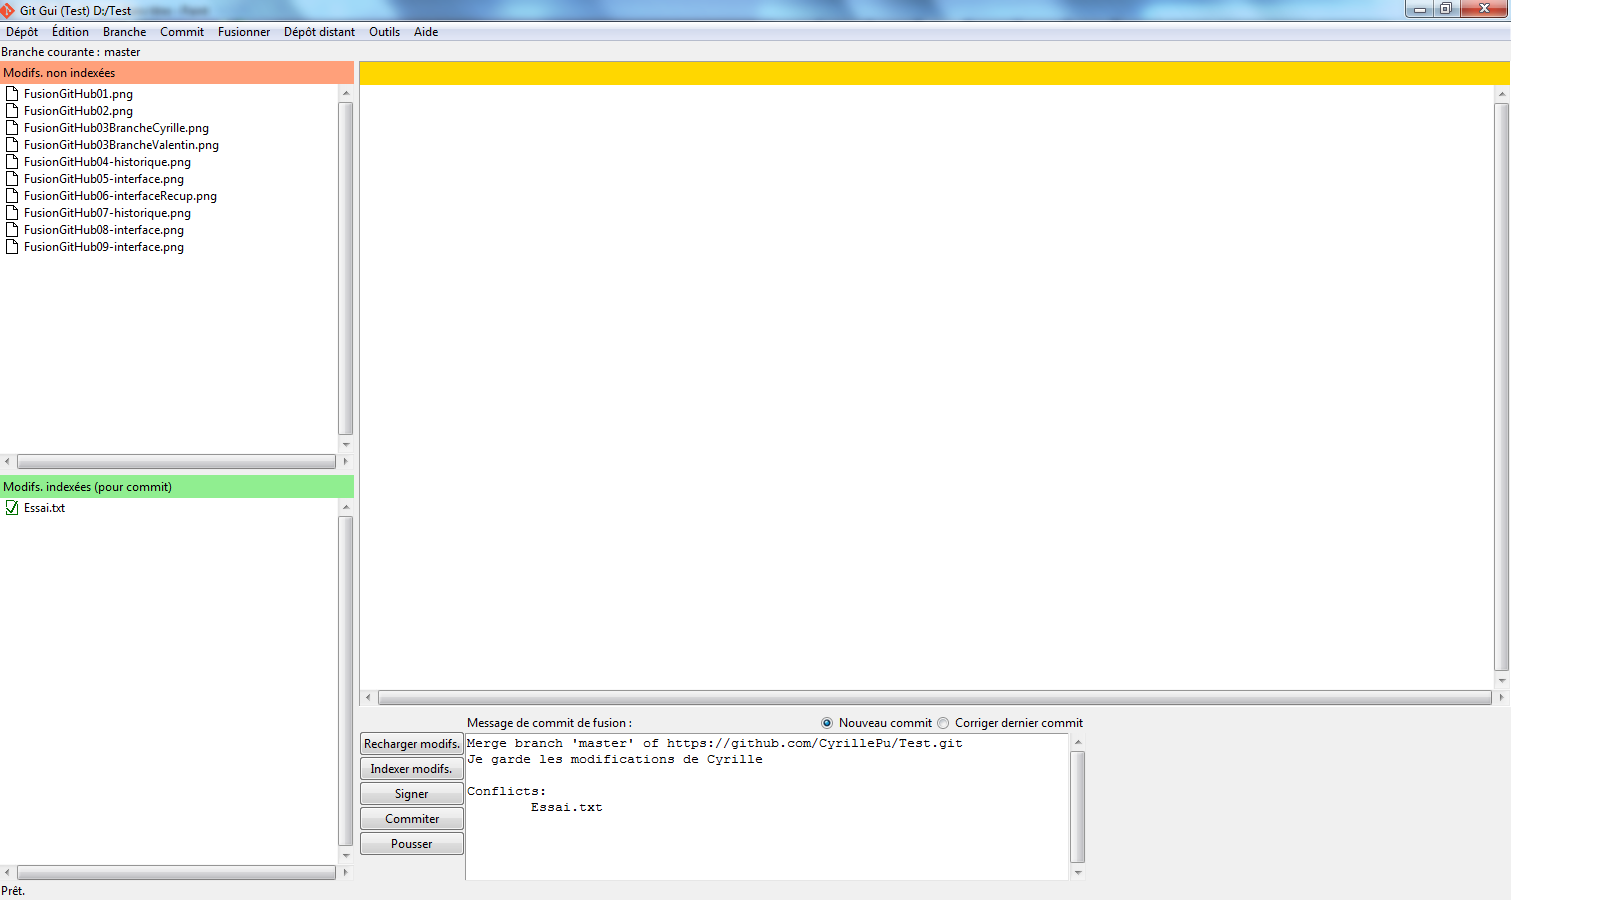 Git Gui (Test) D:/Test
Dépôt Édition Branche Commit Fusionner Dépôt distant Outils Aide
Branche courante : master
Modifs. non indexées
FusionGitHub01.png
FusionGitHub02.png
FusionGitHub03BrancheCyrille.png
FusionGitHub03BrancheValentin.png
FusionGitHub04-historique.png
FusionGitHub05-interface.png
FusionGitHub06-interfaceRecup.png
FusionGitHub07-historique.png
FusionGitHub08-interface.png
FusionGitHub09-interface.png
Modifs. indexées (pour commit)
Essai.txt
Message de commit de fusion : Nouveau commit Corriger dernier commit
Recharger modifs.
Indexer modifs.
Signer
Commiter
Pousser
Merge branch 'master' of https://github.com/CyrillePu/Test.git
Je garde les modifications de Cyrille
Conflicts:
Essai.txt
Prêt.